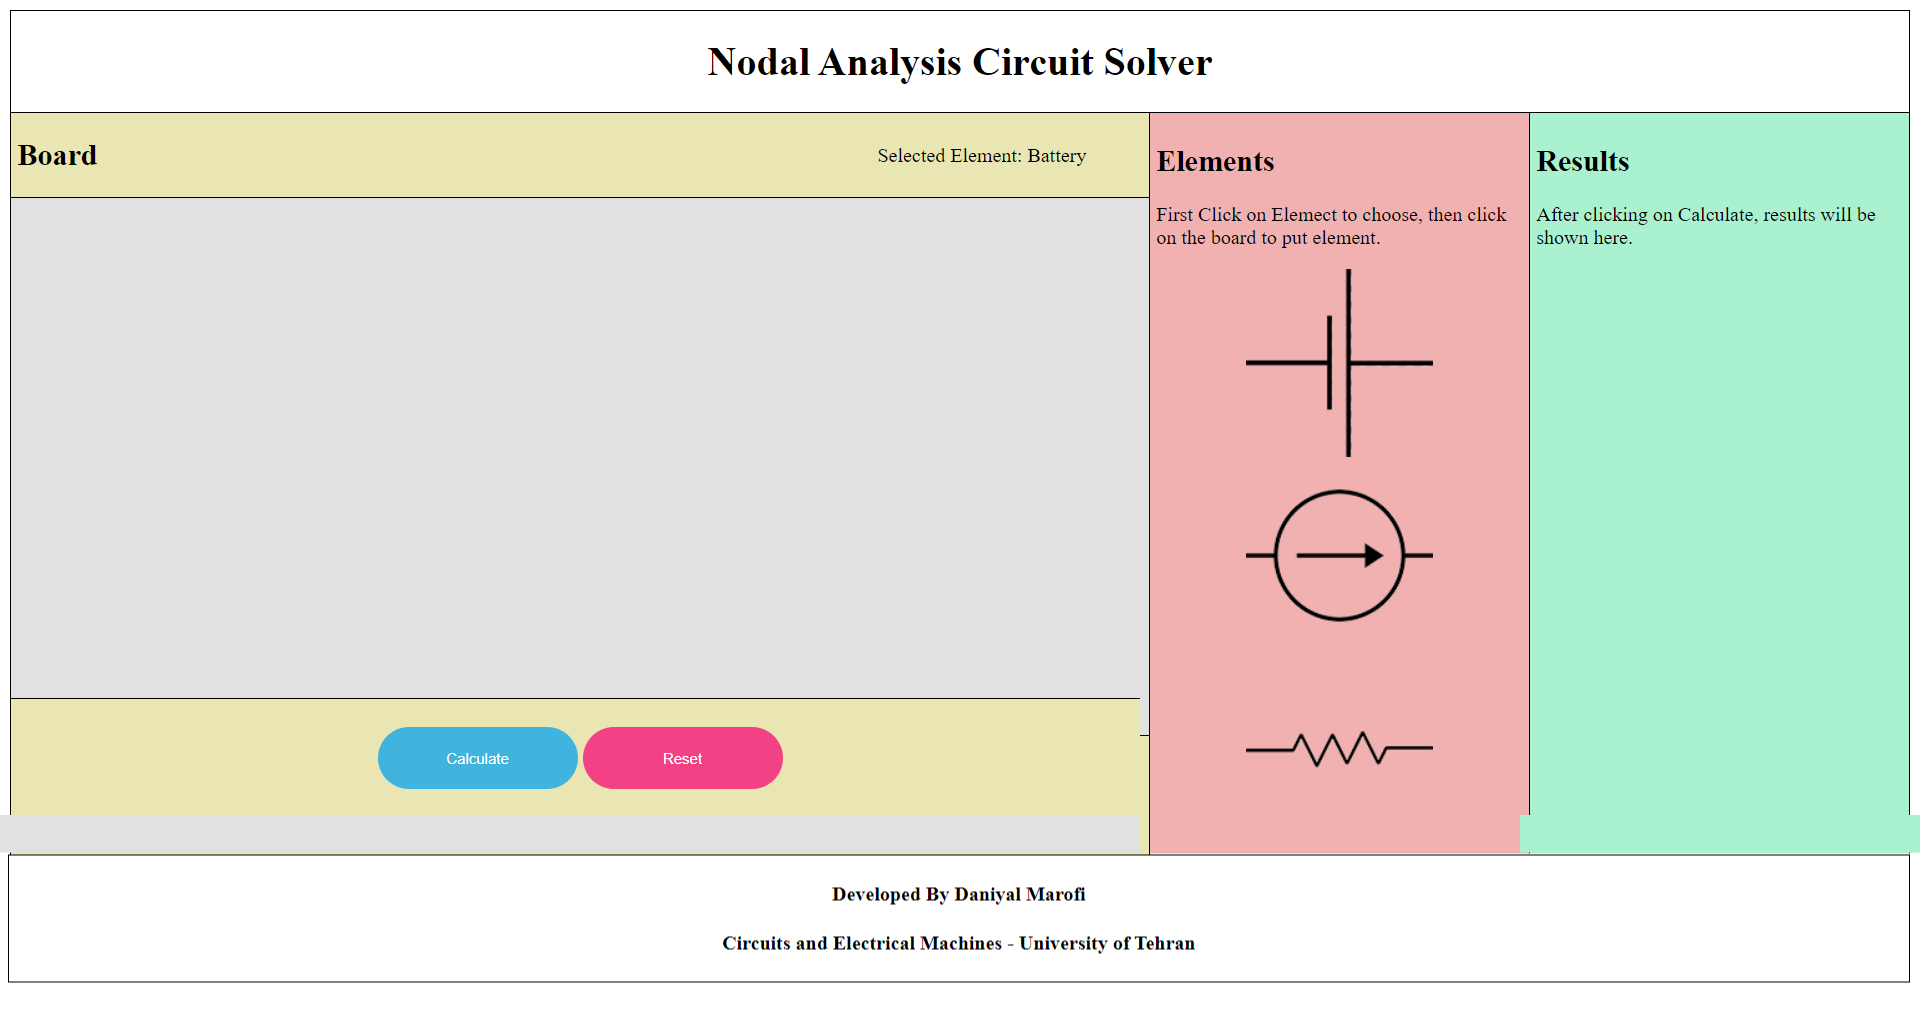 Nodal Analysis Circuit Solver
Board
Selected Element: Battery
Elements
First Click on Elemect to choose, then click
on the board to put element.
Results
After clicking on Calculate, results will be
shown here.
Calculate
Reset
Developed By Daniyal Marofi
Circuits and Electrical Machines - University of Tehran